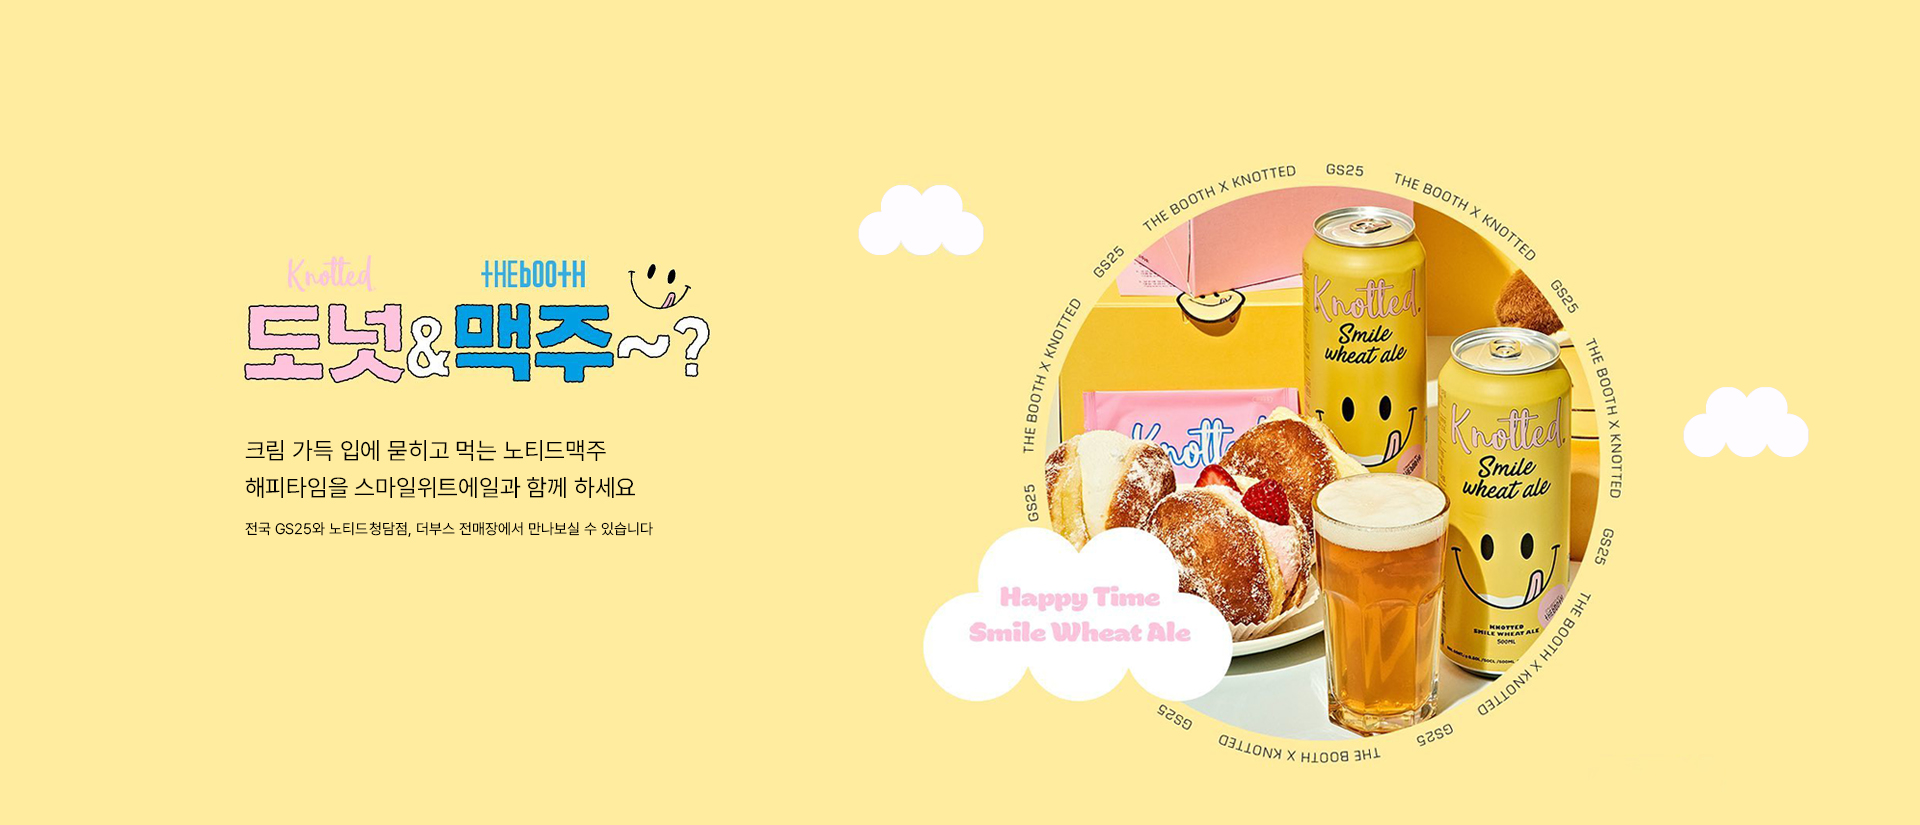 Knotted
THE BOOTH
도넛&맥주~?
크림 가득 입에 묻히고 먹는 노티드맥주
해피타임을 스마일위트에일과 함께 하세요
전국 GS25와 노티드청담점, 더부스 전매장에서 만나보실 수 있습니다
GS25
THE BOOTH X KNOTTED
GS25
THE BOOTH X KNOTTED
GS25
THE BOOTH X KNOTTED
GS25
THE BOOTH X KNOTTED
GS25
THE BOOTH X KNOTTED
GS25
GS25
THE BOOTH X KNOTTED
Knotted.
Smile
wheat ale
Knotted.
Smile
wheat ale
KNOTTED
SMILE WHEAT ALE
500ML
Knotted
Happy Time
Smile Wheat Ale